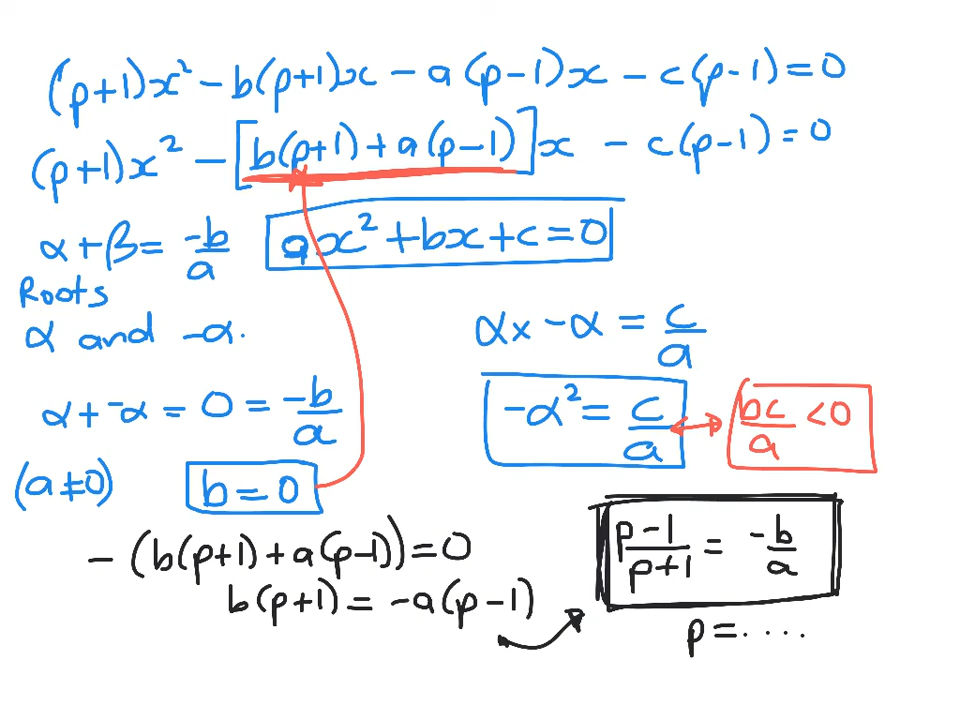 (p+1)x² - b(p+1)x - a(p-1)x - c(p-1) = 0
(p+1)x² - [b(p+1) + a(p-1)]x - c(p-1) = 0
α + β = -b/a
ax² + bx + c = 0
Roots
α and -α.
αx - α = c/a
α + -α = 0 = -b/a
-α² = c/a
bc/a < 0
(a ≠ 0)
b = 0
- (b(p+1) + a(p-1)) = 0
b(p+1) = -a(p-1)
p-1/p+1 = -b/a
p = ....